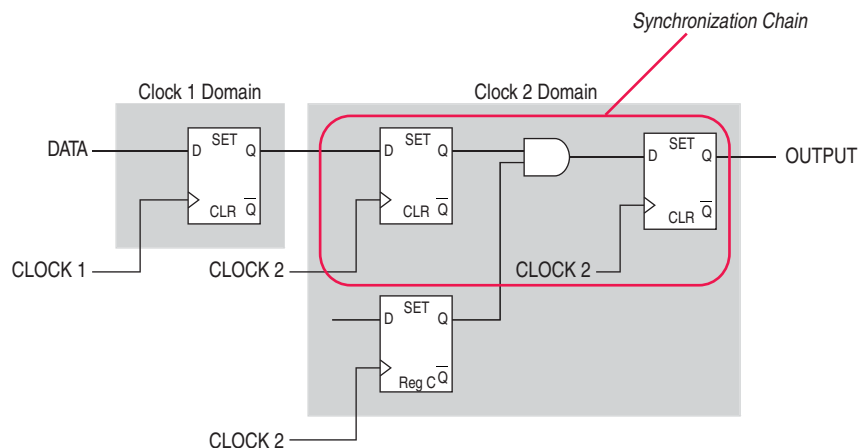 Synchronization Chain
Clock 1 Domain
Clock 2 Domain
DATA
D SET Q
CLR Q̅
D SET Q
CLR Q̅
D SET Q
CLR Q̅
OUTPUT
CLOCK 1
CLOCK 2
CLOCK 2
D SET Q
Reg C Q̅
CLOCK 2